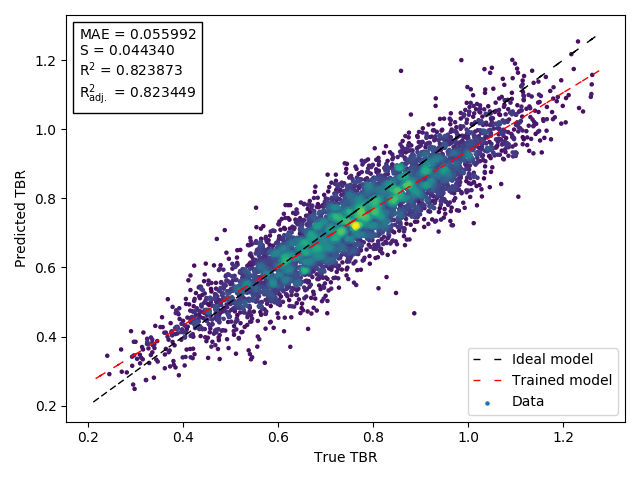 MAE = 0.055992
S = 0.044340
R² = 0.823873
R²adj. = 0.823449
1.2
1.0
0.8
0.6
0.4
0.2
Predicted TBR
0.2 0.4 0.6 0.8 1.0 1.2
True TBR
Ideal model
Trained model
Data